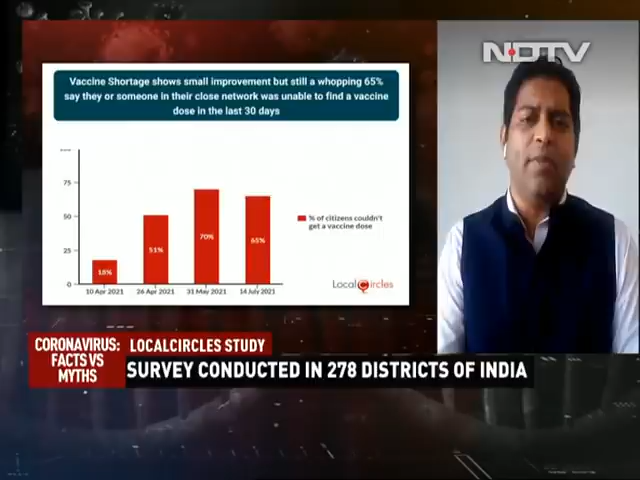 NDTV
Vaccine Shortage shows small improvement but still a whopping 65%
say they or someone in their close network was unable to find a vaccine
dose in the last 30 days
75
50
25
0
18%
51%
70%
65%
10 Apr 2021
26 Apr 2021
31 May 2021
14 July 2021
% of citizens couldn't
get a vaccine dose
LocalCircles
CORONAVIRUS:
FACTS VS
MYTHS
LOCALCIRCLES STUDY
SURVEY CONDUCTED IN 278 DISTRICTS OF INDIA